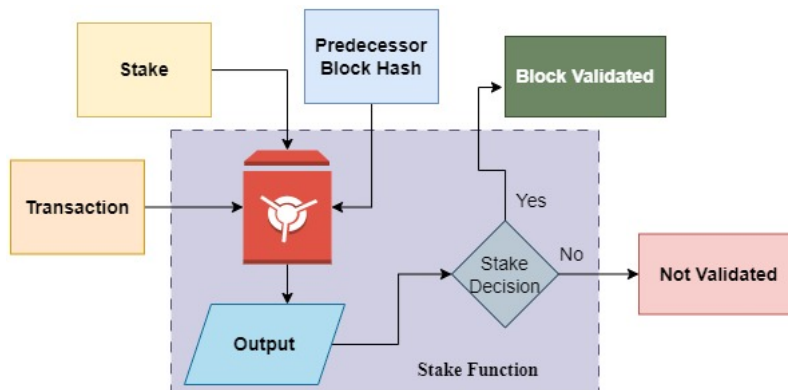 Stake
Predecessor
Block Hash
Block Validated
Transaction
Yes
Stake
Decision
No
Not Validated
Output
Stake Function